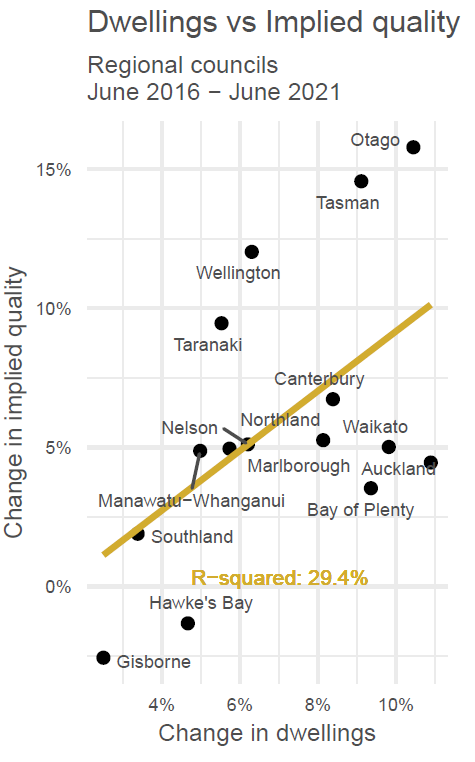 Dwellings vs Implied quality
Regional councils
June 2016 − June 2021
Change in implied quality
15%
10%
5%
0%
Otago
Tasman
Wellington
Taranaki
Canterbury
Nelson
Northland
Waikato
Marlborough
Auckland
Manawatu−Whanganui
Bay of Plenty
Southland
R−squared: 29.4%
Hawke's Bay
Gisborne
4%
6%
8%
10%
Change in dwellings